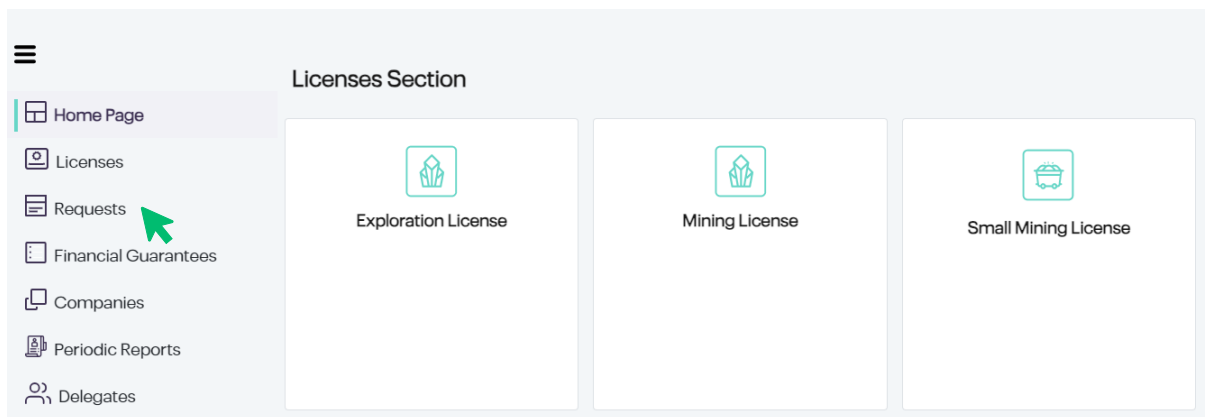 Licenses Section
Home Page
Licenses
Requests
Financial Guarantees
Companies
Periodic Reports
Delegates
Exploration License
Mining License
Small Mining License